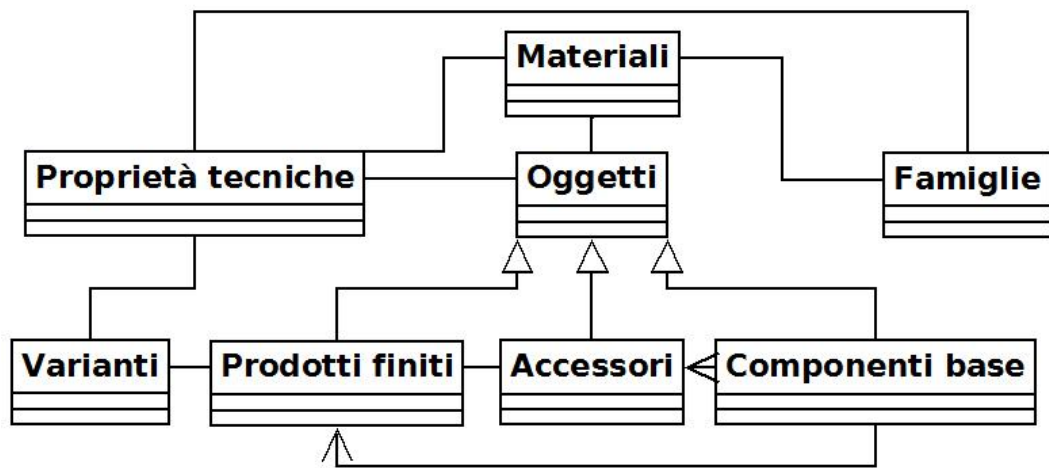 Materiali
Proprietà tecniche
Oggetti
Famiglie
Varianti
Prodotti finiti
Accessori
Componenti base